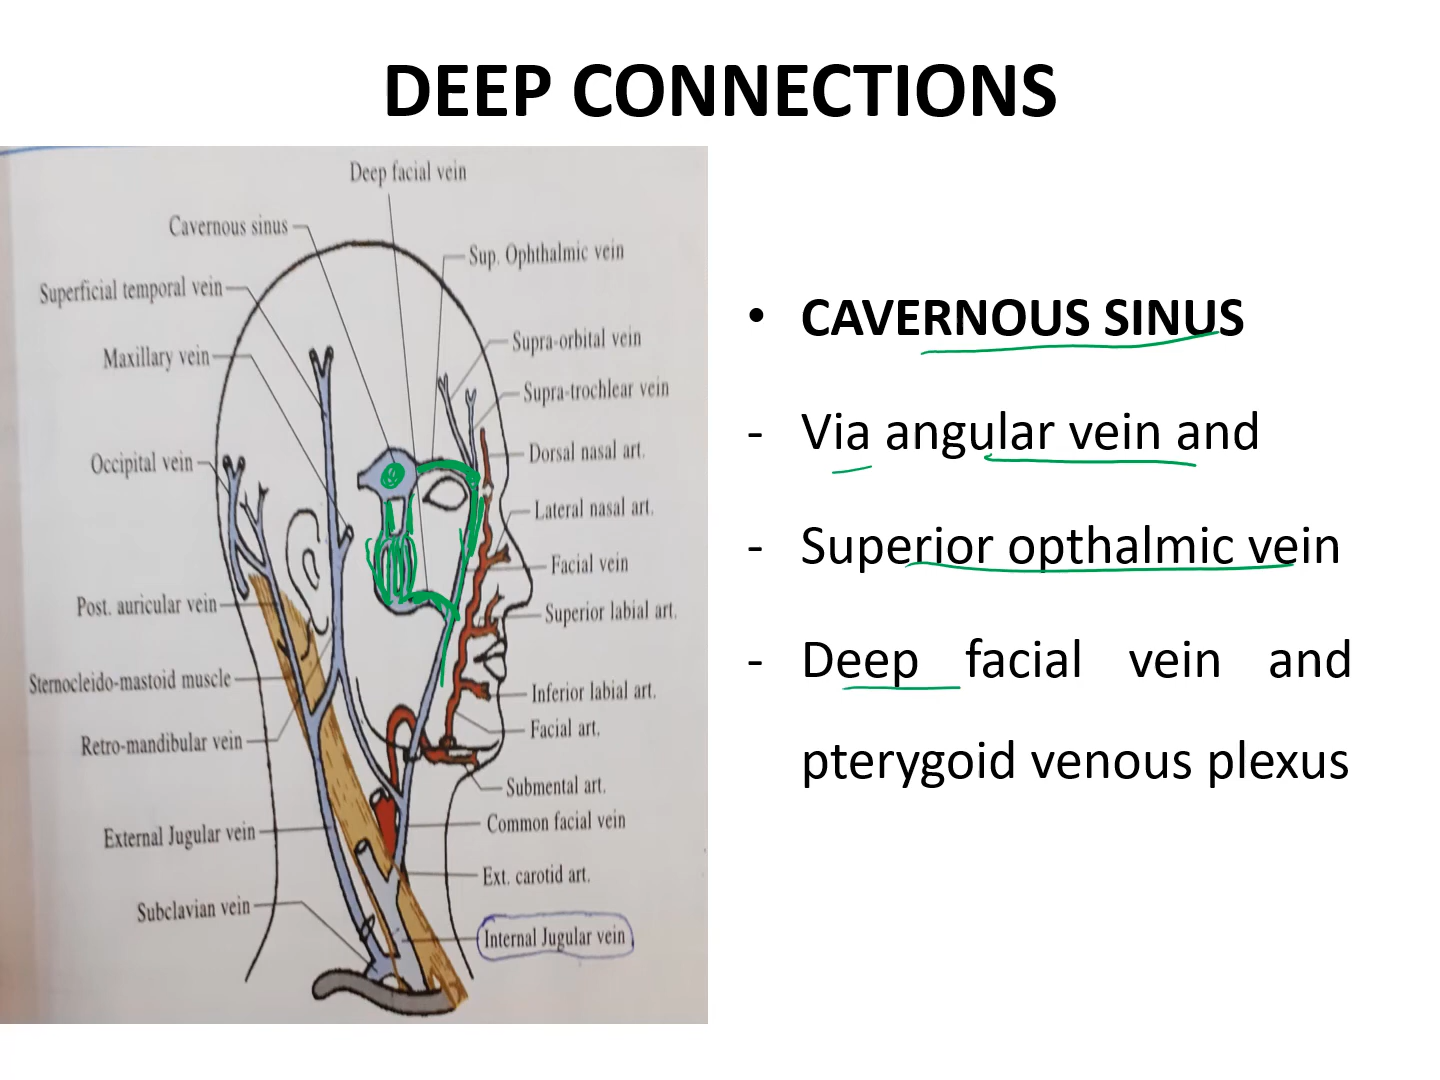 DEEP CONNECTIONS
Deep facial vein
Cavernous sinus
Sup. Ophthalmic vein
Superficial temporal vein
Supra-orbital vein
Maxillary vein
Supra-trochlear vein
Dorsal nasal art.
Occipital vein
Lateral nasal art.
Facial vein
Post. auricular vein
Superior labial art.
Sternocleido-mastoid muscle
Inferior labial art.
Facial art.
Retro-mandibular vein
Submental art.
Common facial vein
External Jugular vein
Ext. carotid art.
Subclavian vein
Internal Jugular vein
• CAVERNOUS SINUS
- Via angular vein and
- Superior opthalmic vein
- Deep facial vein and
pterygoid venous plexus